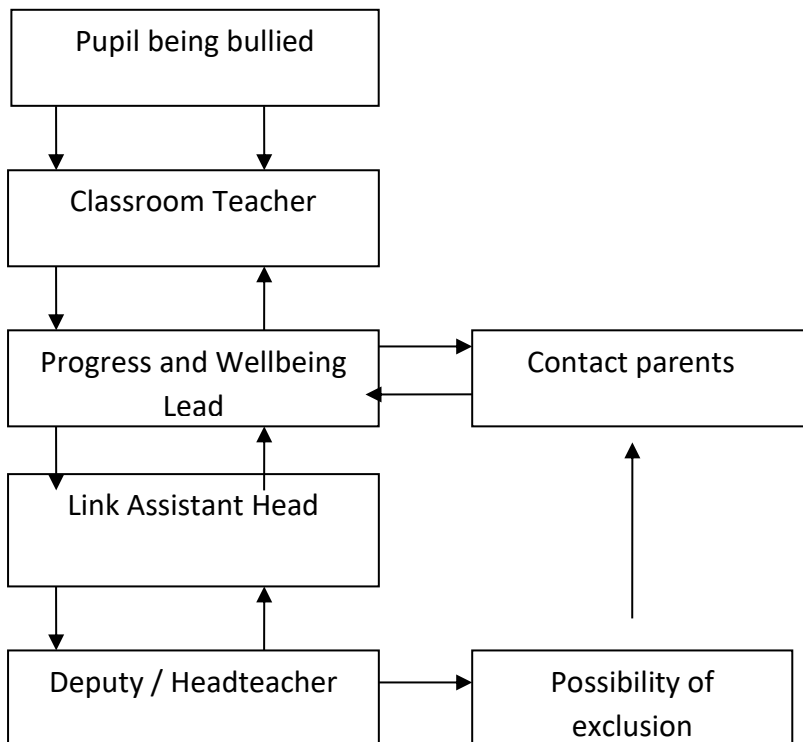 Pupil being bullied
Classroom Teacher
Progress and Wellbeing
Lead
Contact parents
Link Assistant Head
Deputy / Headteacher
Possibility of
exclusion